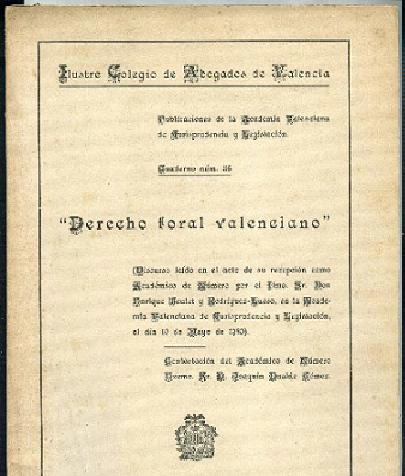 Ilustre Colegio de Abogados de Valencia
Publicaciones de la Academia Valenciana
de Jurisprudencia y Legislación
Cuaderno núm. 36
"Derecho foral valenciano"
(Discurso leído en el acto de su recepción como
Académico de Número por el Iltmo. Sr. Don
Enrique Taulet y Rodríguez-Lueso, en la Acade-
mia Valenciana de Jurisprudencia y Legislación,
el día 10 de Mayo de
Contestación del Académico de Número
Excmo. Sr. D. Joaquín Dualde Gómez.